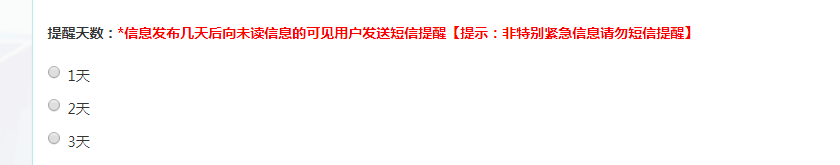 提醒天数：*信息发布几天后向未读信息的可见用户发送短信提醒【提示：非特别紧急信息请勿短信提醒】
1天
2天
3天